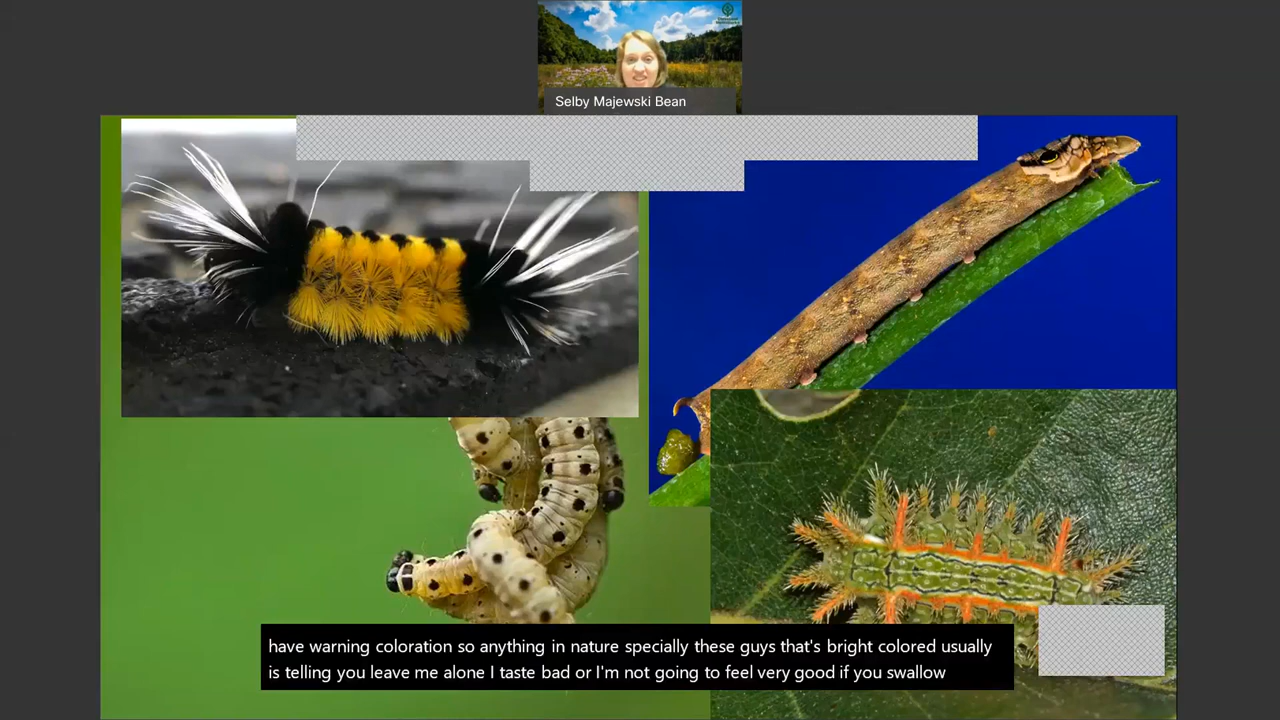 Selby Majewski Bean
have warning coloration so anything in nature specially these guys that's bright colored usually
is telling you leave me alone I taste bad or I'm not going to feel very good if you swallow